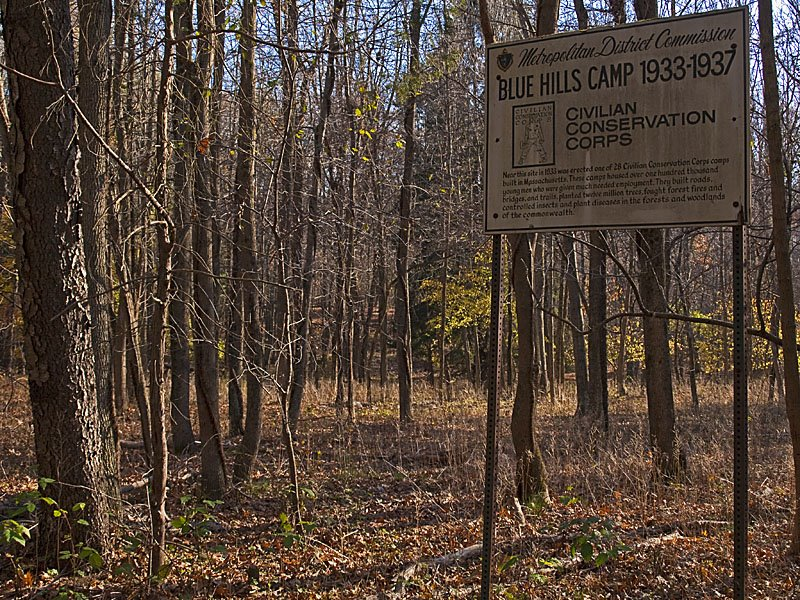 Metropolitan District Commission
BLUE HILLS CAMP 1933-1937
CIVILIAN
CONSERVATION
CORPS
CIVILIAN
CONSERVATION
CORPS
Near this site in 1933 was erected one of 28 Civilian Conservation Corps camps
built in Massachusetts. These camps housed over one hundred thousand
young men who were given much needed employment. They built roads,
bridges, and trails, planted twelve million trees, fought forest fires and
controlled insects and plant diseases in the forests and woodlands
of the commonwealth.